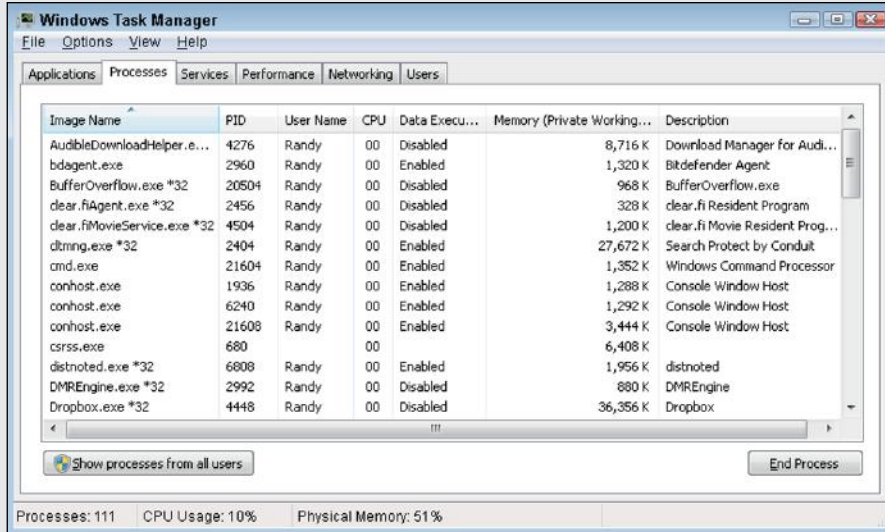 Windows Task Manager
File Options View Help
Applications Processes Services Performance Networking Users
Image Name PID User Name CPU Data Execu... Memory (Private Working... Description
AudibleDownloadHelper.e... 4276 Randy 00 Disabled 8,716 K Download Manager for Audi...
bdagent.exe 2960 Randy 00 Enabled 1,320 K Bitdefender Agent
BufferOverflow.exe *32 20504 Randy 00 Disabled 968 K BufferOverflow.exe
clear.fiAgent.exe *32 2456 Randy 00 Disabled 328 K clear.fi Resident Program
clear.fiMovieService.exe *32 4504 Randy 00 Disabled 1,200 K clear.fi Movie Resident Prog...
cltmng.exe *32 2404 Randy 00 Enabled 27,672 K Search Protect by Conduit
cmd.exe 21604 Randy 00 Enabled 1,352 K Windows Command Processor
conhost.exe 1936 Randy 00 Enabled 1,288 K Console Window Host
conhost.exe 6240 Randy 00 Enabled 1,292 K Console Window Host
conhost.exe 21608 Randy 00 Enabled 3,444 K Console Window Host
csrss.exe 680 00 6,408 K
distnoted.exe *32 6808 Randy 00 Enabled 1,956 K distnoted
DMREngine.exe *32 2992 Randy 00 Disabled 880 K DMREngine
Dropbox.exe *32 4448 Randy 00 Disabled 36,356 K Dropbox
Show processes from all users End Process
Processes: 111 CPU Usage: 10% Physical Memory: 51%